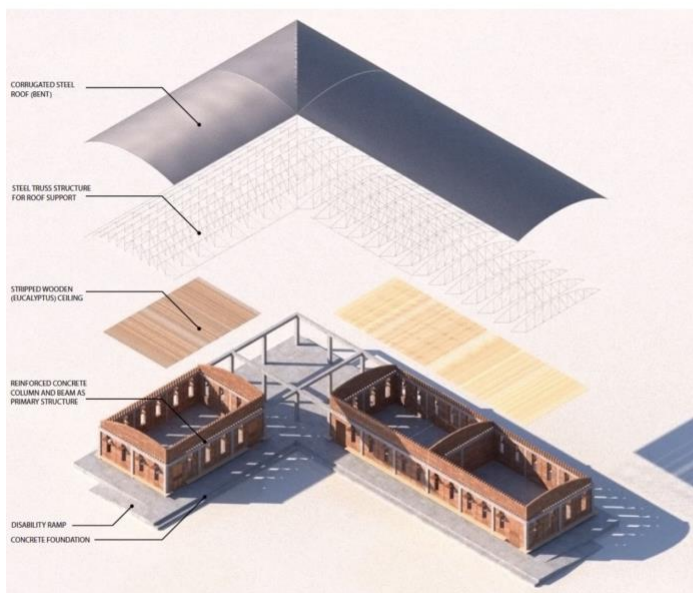 CORRUGATED STEEL
ROOF (BENT)
STEEL TRUSS STRUCTURE
FOR ROOF SUPPORT
STRIPPED WOODEN
(EUCALYPTUS) CEILING
REINFORCED CONCRETE
COLUMN AND BEAM AS
PRIMARY STRUCTURE
DISABILITY RAMP
CONCRETE FOUNDATION